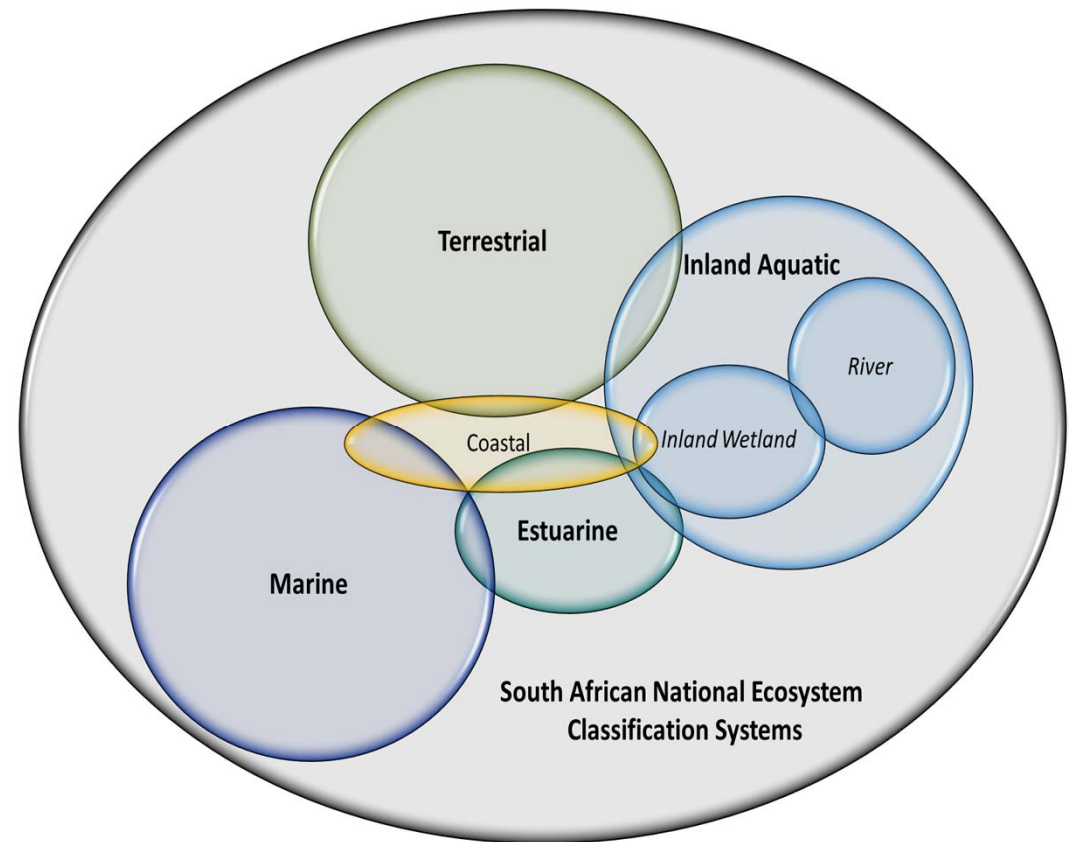 Terrestrial
Inland Aquatic
River
Coastal
Inland Wetland
Estuarine
Marine
South African National Ecosystem
Classification Systems